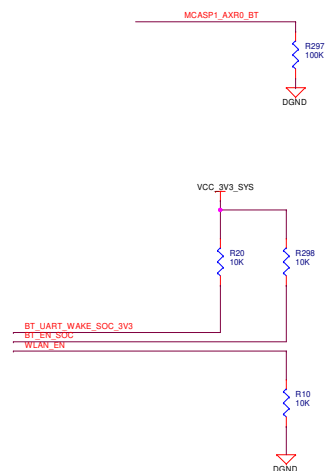 MCASP1_AXR0_BT
R297
100K
DGND
VCC_3V3_SYS
R20
10K
R298
10K
BT_UART_WAKE_SOC_3V3
BT_EN_SOC
WLAN_EN
R10
10K
DGND